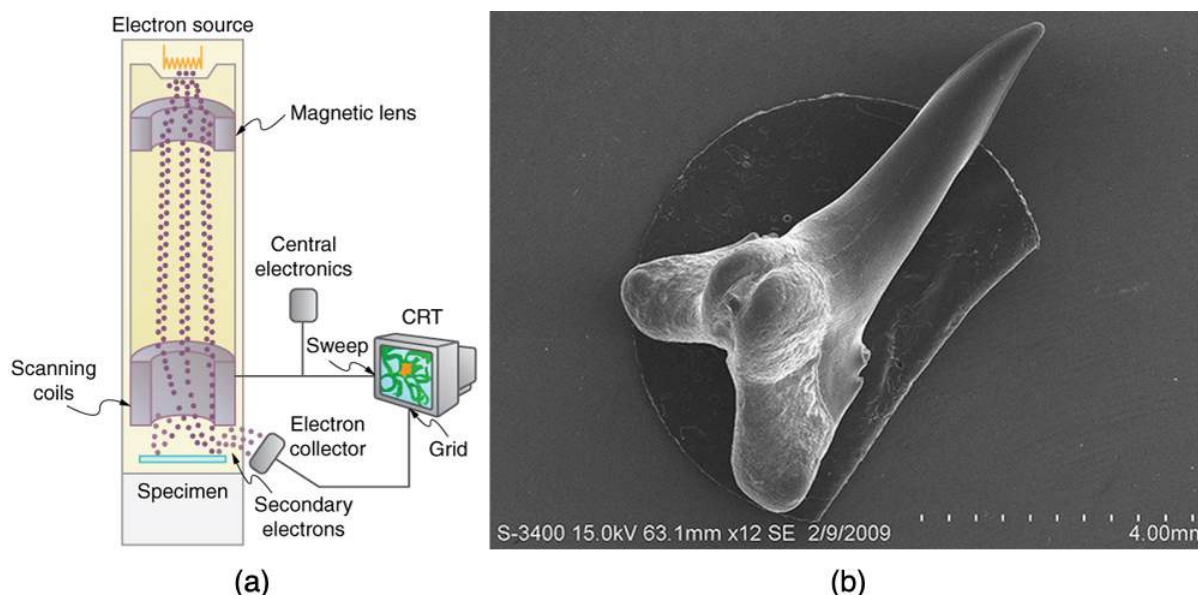 Electron source
Magnetic lens
Central
electronics
CRT
Sweep
Scanning
coils
Electron
collector
Grid
Specimen
Secondary
electrons
S-3400 15.0kV 63.1mm x12 SE 2/9/2009
4.00mm
(a)
(b)